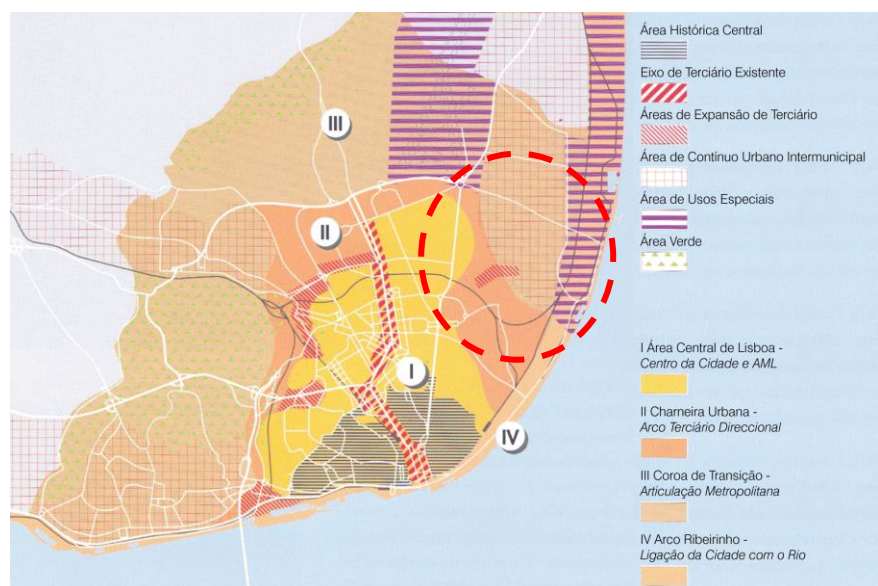 Área Histórica Central
Eixo de Terciário Existente
Áreas de Expansão de Terciário
Área de Contínuo Urbano Intermunicipal
Área de Usos Especiais
Área Verde
I Área Central de Lisboa -
Centro da Cidade e AML
II Charneira Urbana -
Arco Terciário Direccional
III Coroa de Transição -
Articulação Metropolitana
IV Arco Ribeirinho -
Ligação da Cidade com o Rio
III
II
I
IV